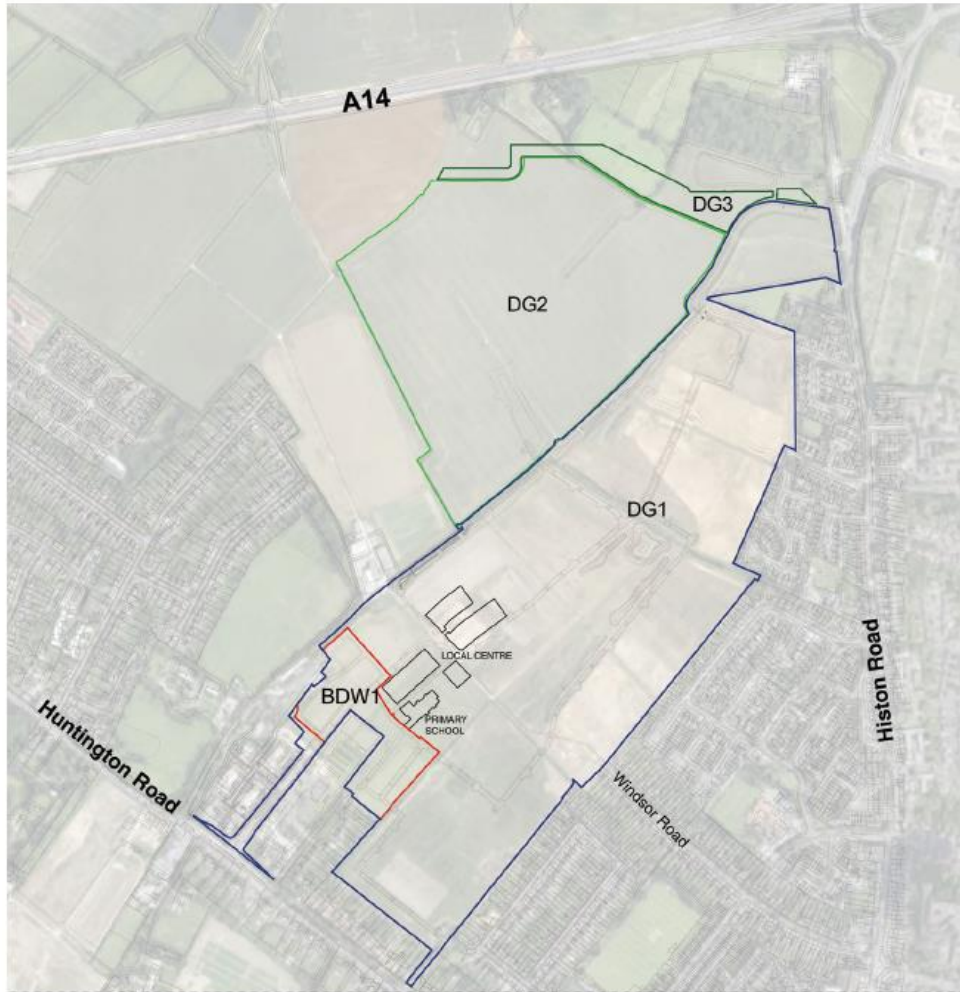 A14
DG3
DG2
DG1
LOCAL CENTRE
BDW1
PRIMARY
SCHOOL
Huntington Road
Histon Road
Windsor Road